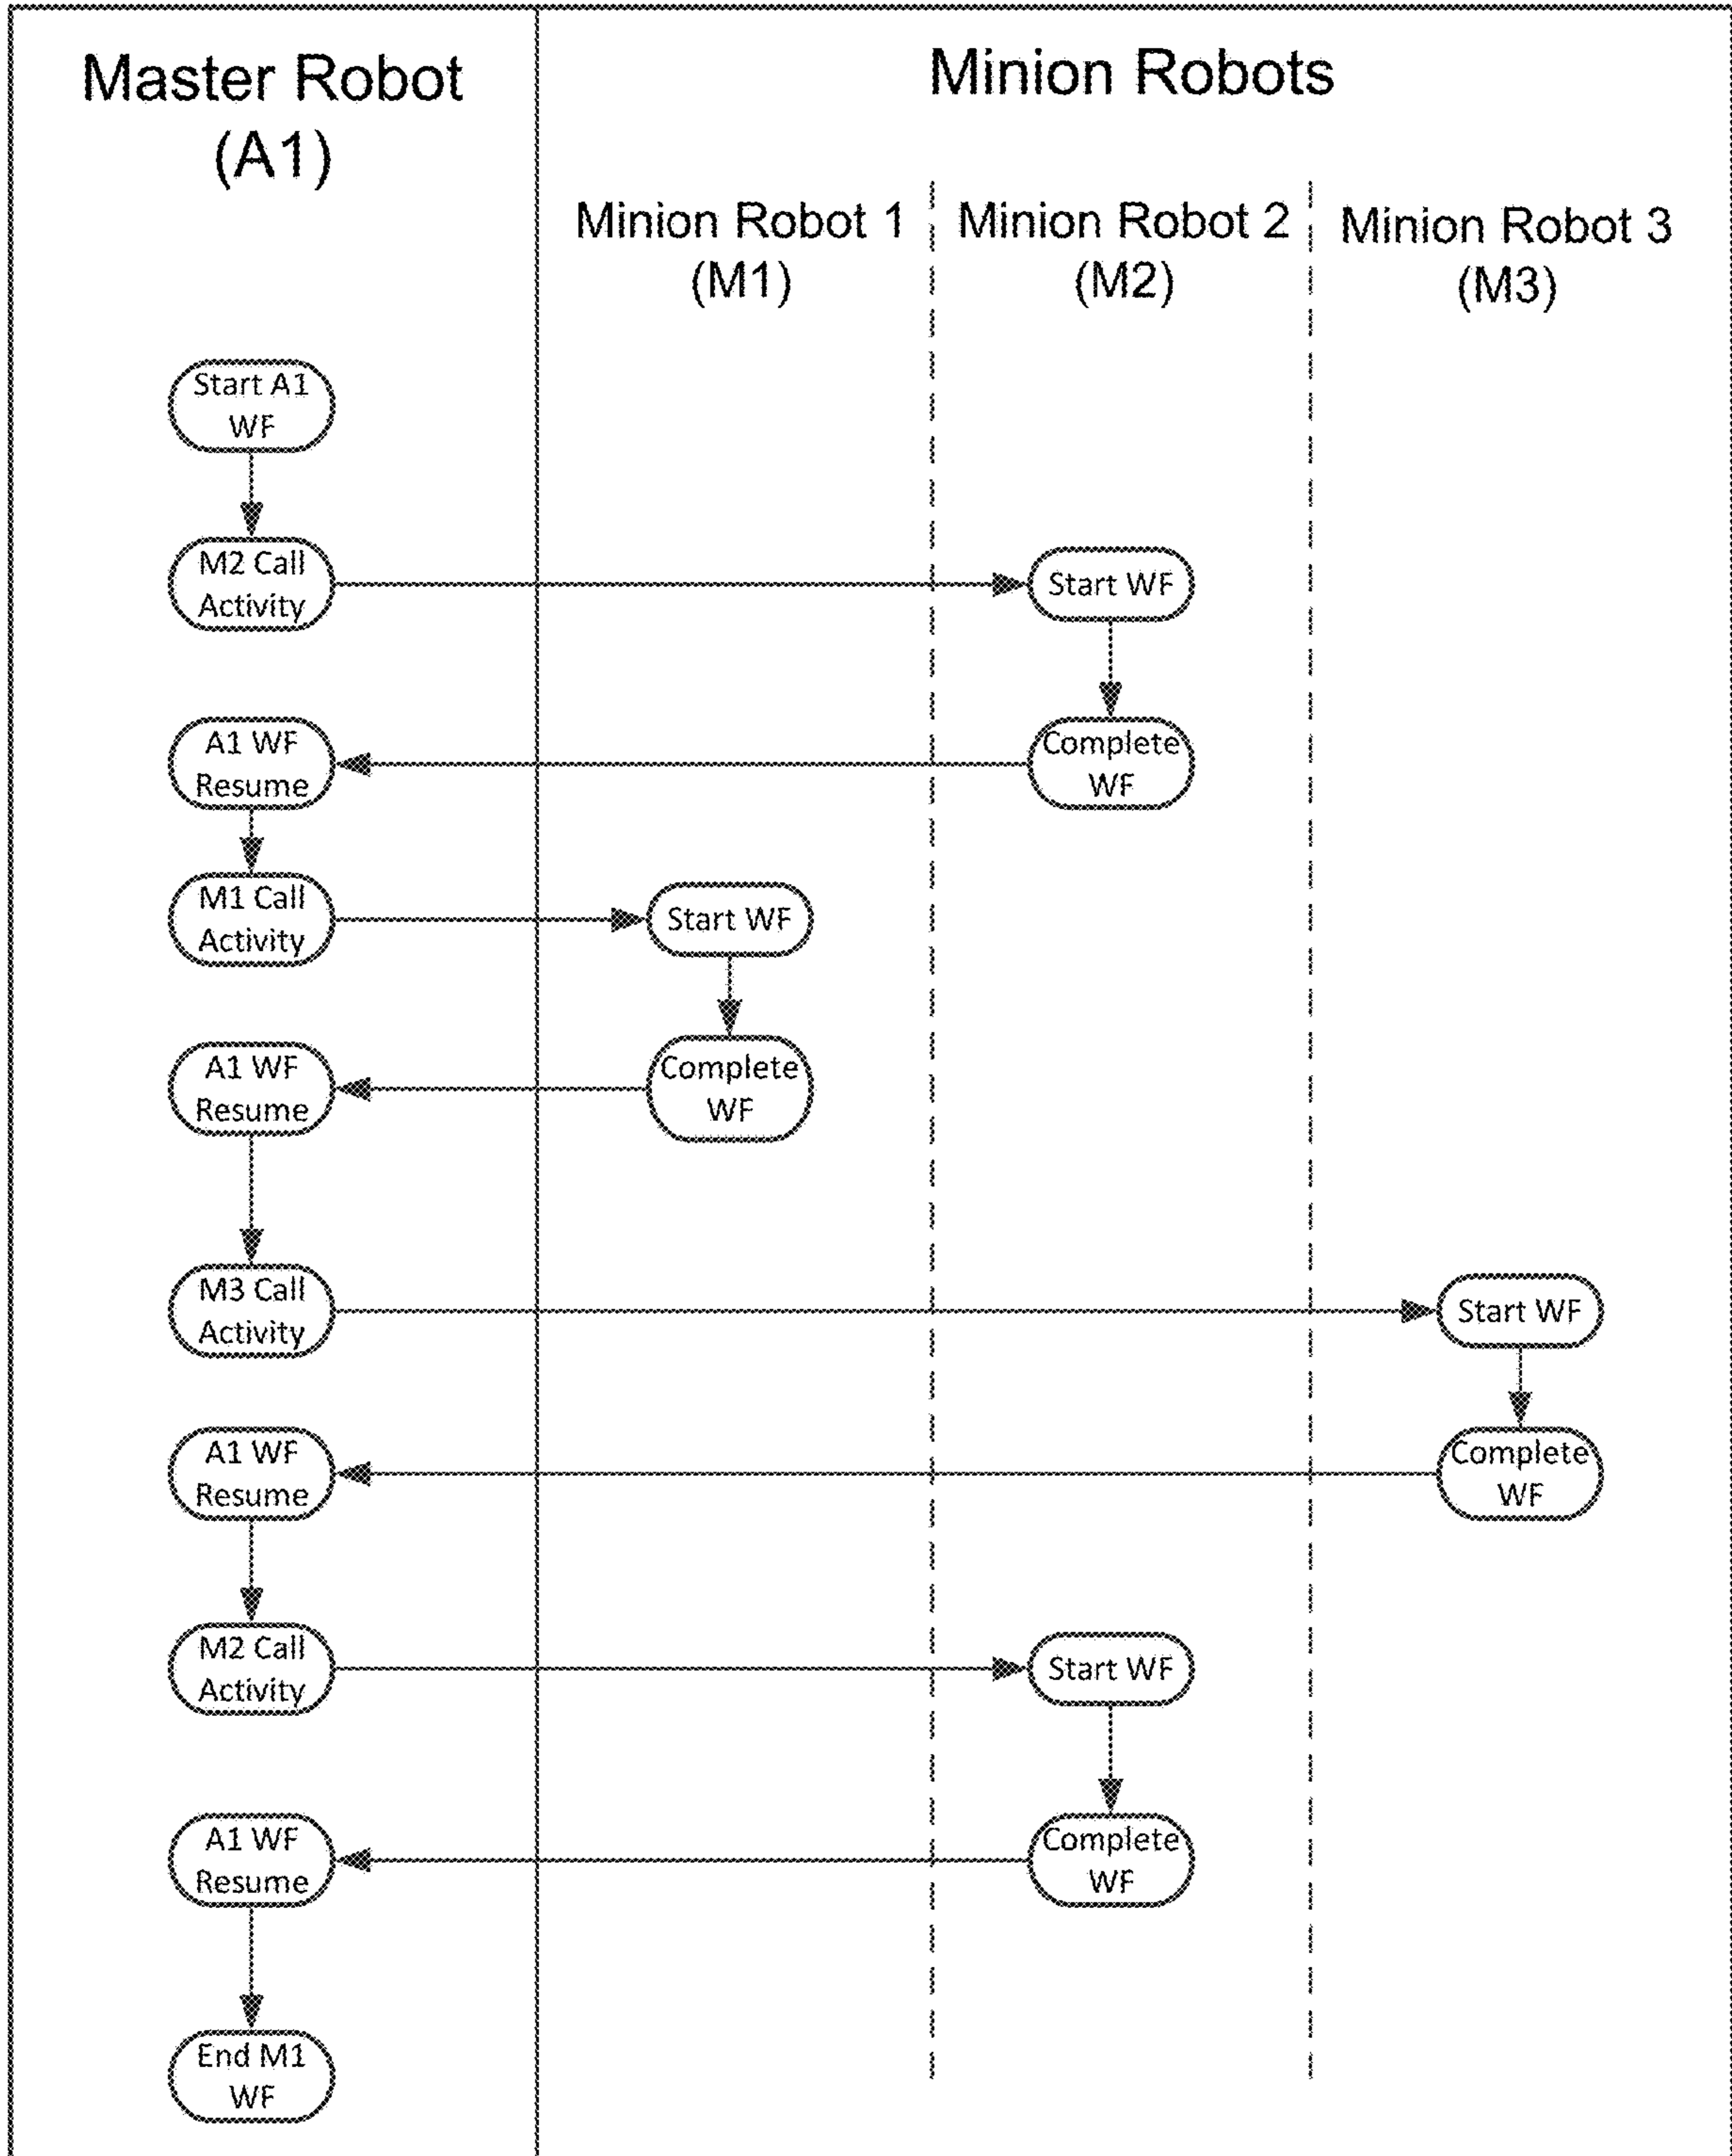 Master Robot
(A1)
Minion Robots
Minion Robot 1
(M1)
Minion Robot 2
(M2)
Minion Robot 3
(M3)
Start A1
WF
M2 Call
Activity
Start WF
Complete
WF
A1 WF
Resume
M1 Call
Activity
Start WF
Complete
WF
A1 WF
Resume
M3 Call
Activity
Start WF
Complete
WF
A1 WF
Resume
M2 Call
Activity
Start WF
Complete
WF
A1 WF
Resume
End M1
WF